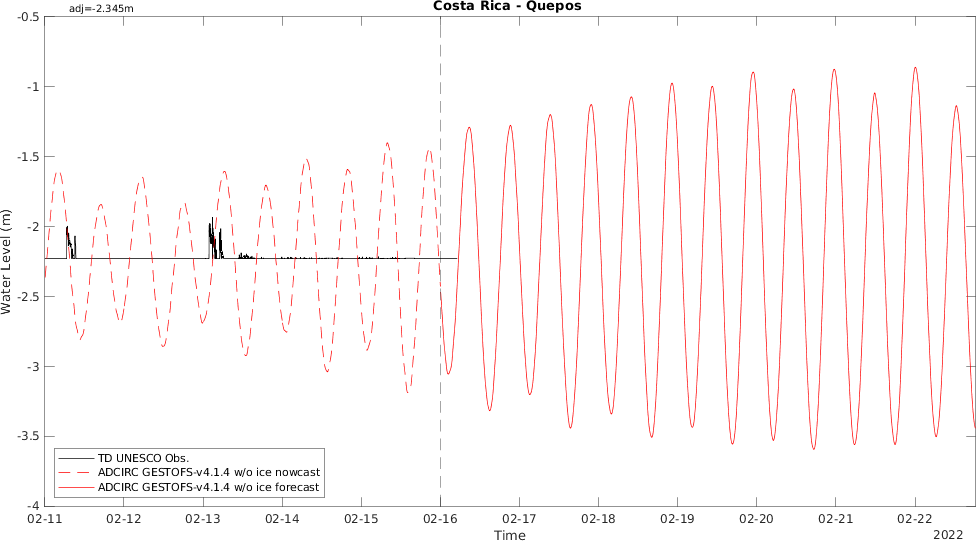 Costa Rica - Quepos
adj=-2.345m
-0.5
-1
-1.5
-2
-2.5
-3
-3.5
-4
Water Level (m)
TD UNESCO Obs.
ADCIRC GESTOFS-v4.1.4 w/o ice nowcast
ADCIRC GESTOFS-v4.1.4 w/o ice forecast
02-11 02-12 02-13 02-14 02-15 02-16 02-17 02-18 02-19 02-20 02-21 02-22
Time
2022